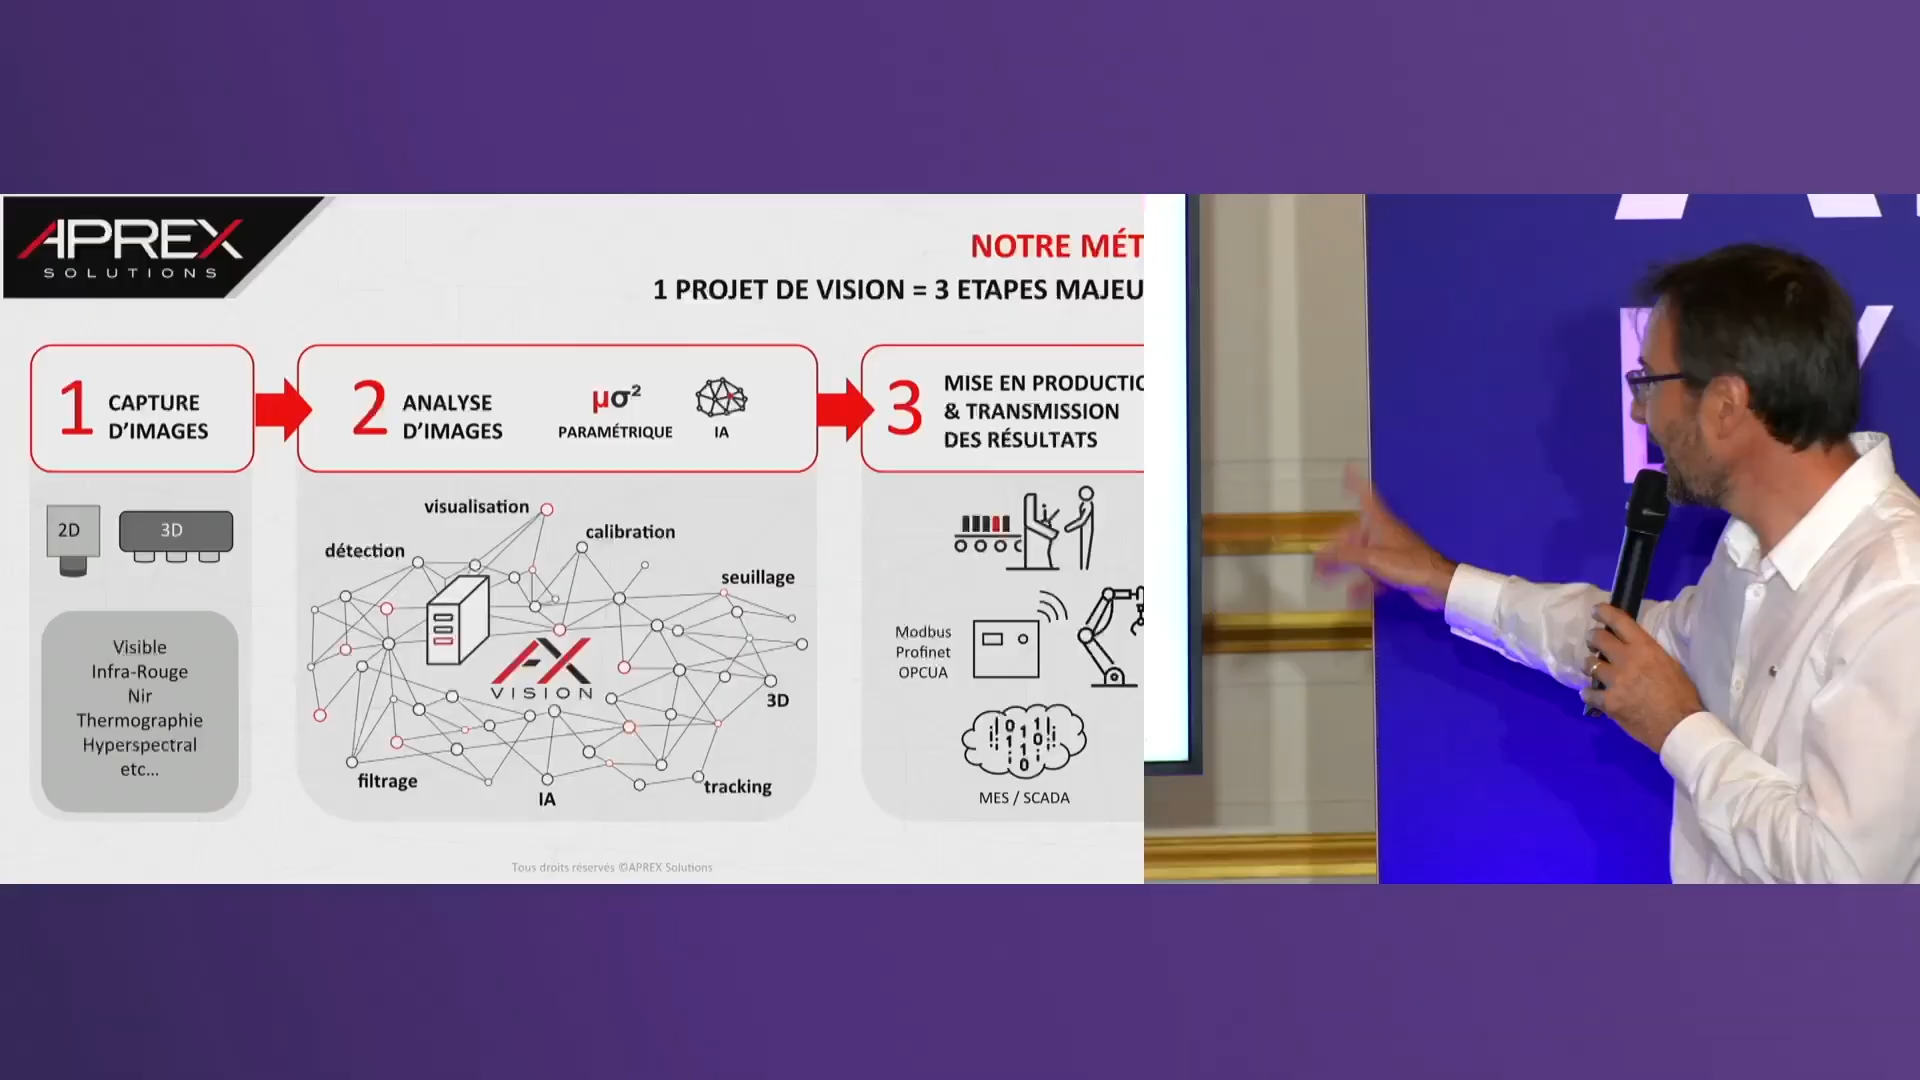 APREX
SOLUTIONS
NOTRE MÉT
1 PROJET DE VISION = 3 ETAPES MAJEU
1 CAPTURE
D'IMAGES
2 ANALYSE
D'IMAGES
µσ²
PARAMÉTRIQUE
IA
3 MISE EN PRODUCTIO
& TRANSMISSION
DES RÉSULTATS
2D
3D
Visible
Infra-Rouge
Nir
Thermographie
Hyperspectral
etc...
visualisation
calibration
détection
seuillage
AX
VISION
3D
filtrage
IA
tracking
Modbus
Profinet
OPCUA
MES / SCADA
Tous droits réservés ©APREX Solutions